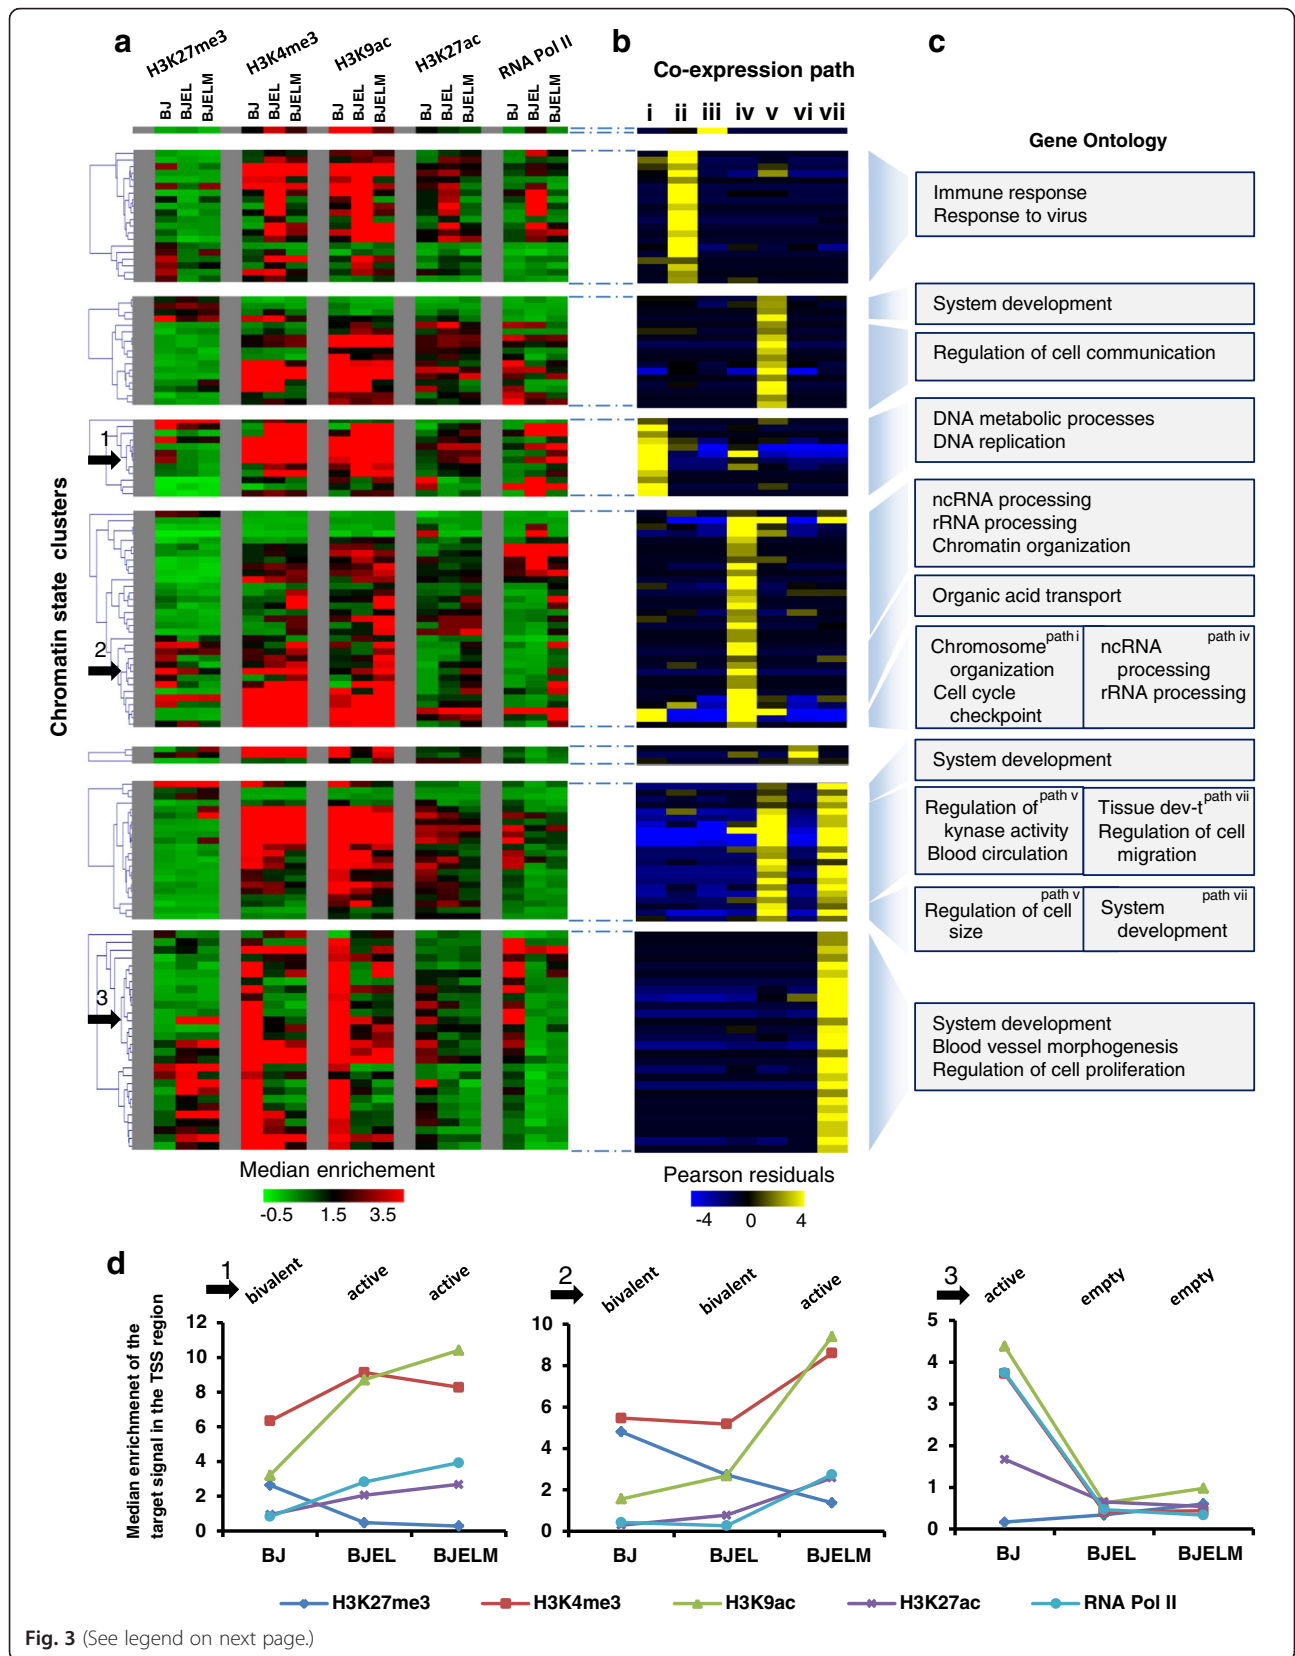 a
b
c
H3K27me3
H3K4me3
H3K9ac
H3K27ac
RNA Pol II
BJ
BJEL
BJELM
BJ
BJEL
BJELM
BJ
BJEL
BJELM
BJ
BJEL
BJELM
BJ
BJEL
BJELM
Co-expression path
i ii iii iv v vi vii
Gene Ontology
Immune response
Response to virus
System development
Regulation of cell communication
DNA metabolic processes
DNA replication
ncRNA processing
rRNA processing
Chromatin organization
Organic acid transport
path i
Chromosome
organization
Cell cycle
checkpoint
path iv
ncRNA
processing
rRNA processing
System development
path v
Regulation of
kynase activity
Blood circulation
path vii
Tissue dev-t
Regulation of cell
migration
path v
Regulation of cell
size
path vii
System
development
System development
Blood vessel morphogenesis
Regulation of cell proliferation
Chromatin state clusters
1
2
3
Median enrichement
-0.5 1.5 3.5
Pearson residuals
-4 0 4
d
Median enrichmenet of the
target signal in the TSS region
1
bivalent
active
active
12
10
8
6
4
2
0
BJ BJEL BJELM
2
bivalent
bivalent
active
10
8
6
4
2
0
BJ BJEL BJELM
3
active
empty
empty
5
4
3
2
1
0
BJ BJEL BJELM
H3K27me3 H3K4me3 H3K9ac H3K27ac RNA Pol II
Fig. 3 (See legend on next page.)